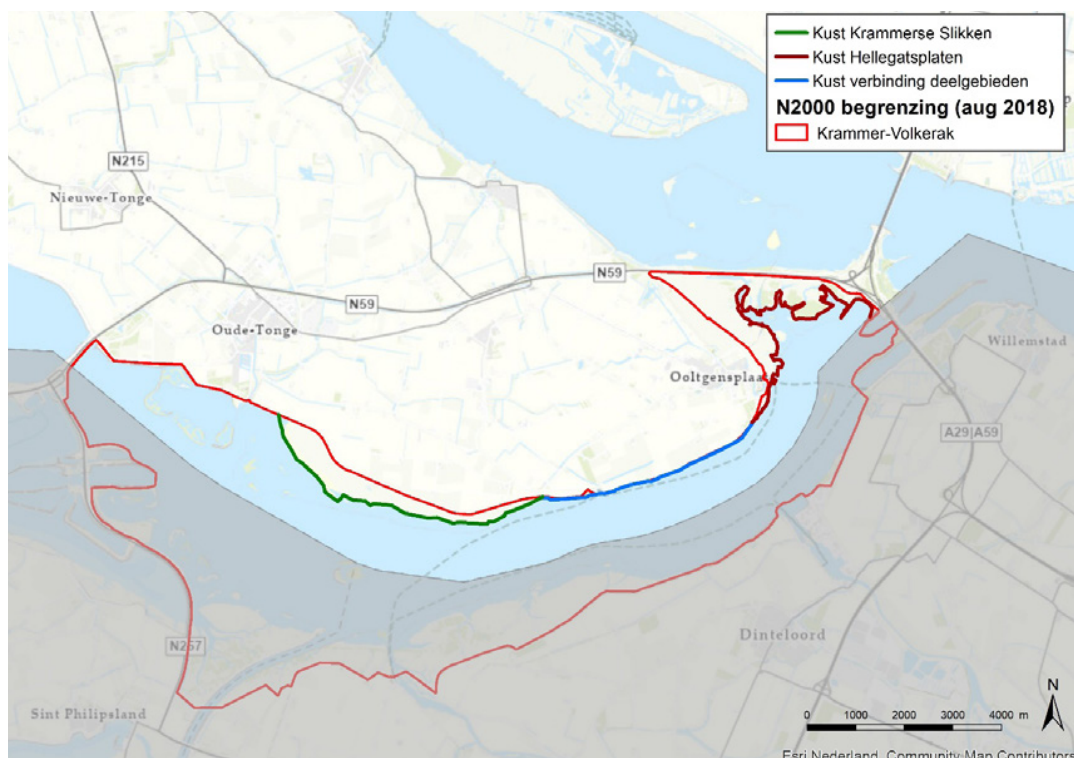 Kust Krammerse Slikken
Kust Hellegatsplaten
Kust verbinding deelgebieden
N2000 begrenzing (aug 2018)
Krammer-Volkerak
N215
Nieuwe-Tonge
N59
N59
Oude-Tonge
Willemstad
Ooltgensplaat
A29|A59
Dinteloord
N257
Sint Philipsland
N
0 1000 2000 3000 4000 m
Esri Nederland, Community Map Contributors